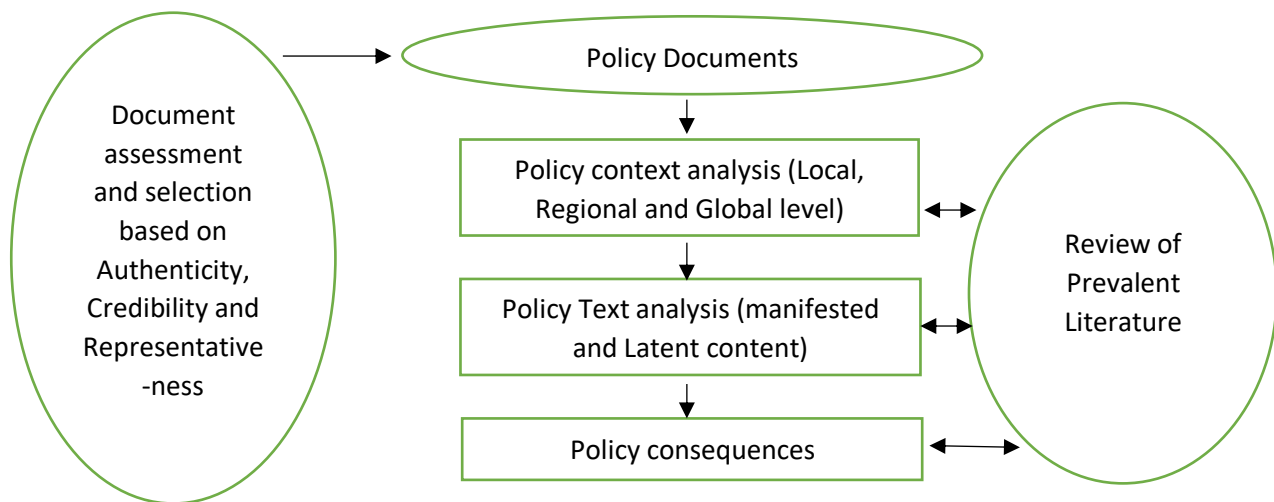 Document
assessment
and selection
based on
Authenticity,
Credibility and
Representative
-ness
Policy Documents
Policy context analysis (Local,
Regional and Global level)
Policy Text analysis (manifested
and Latent content)
Policy consequences
Review of
Prevalent
Literature